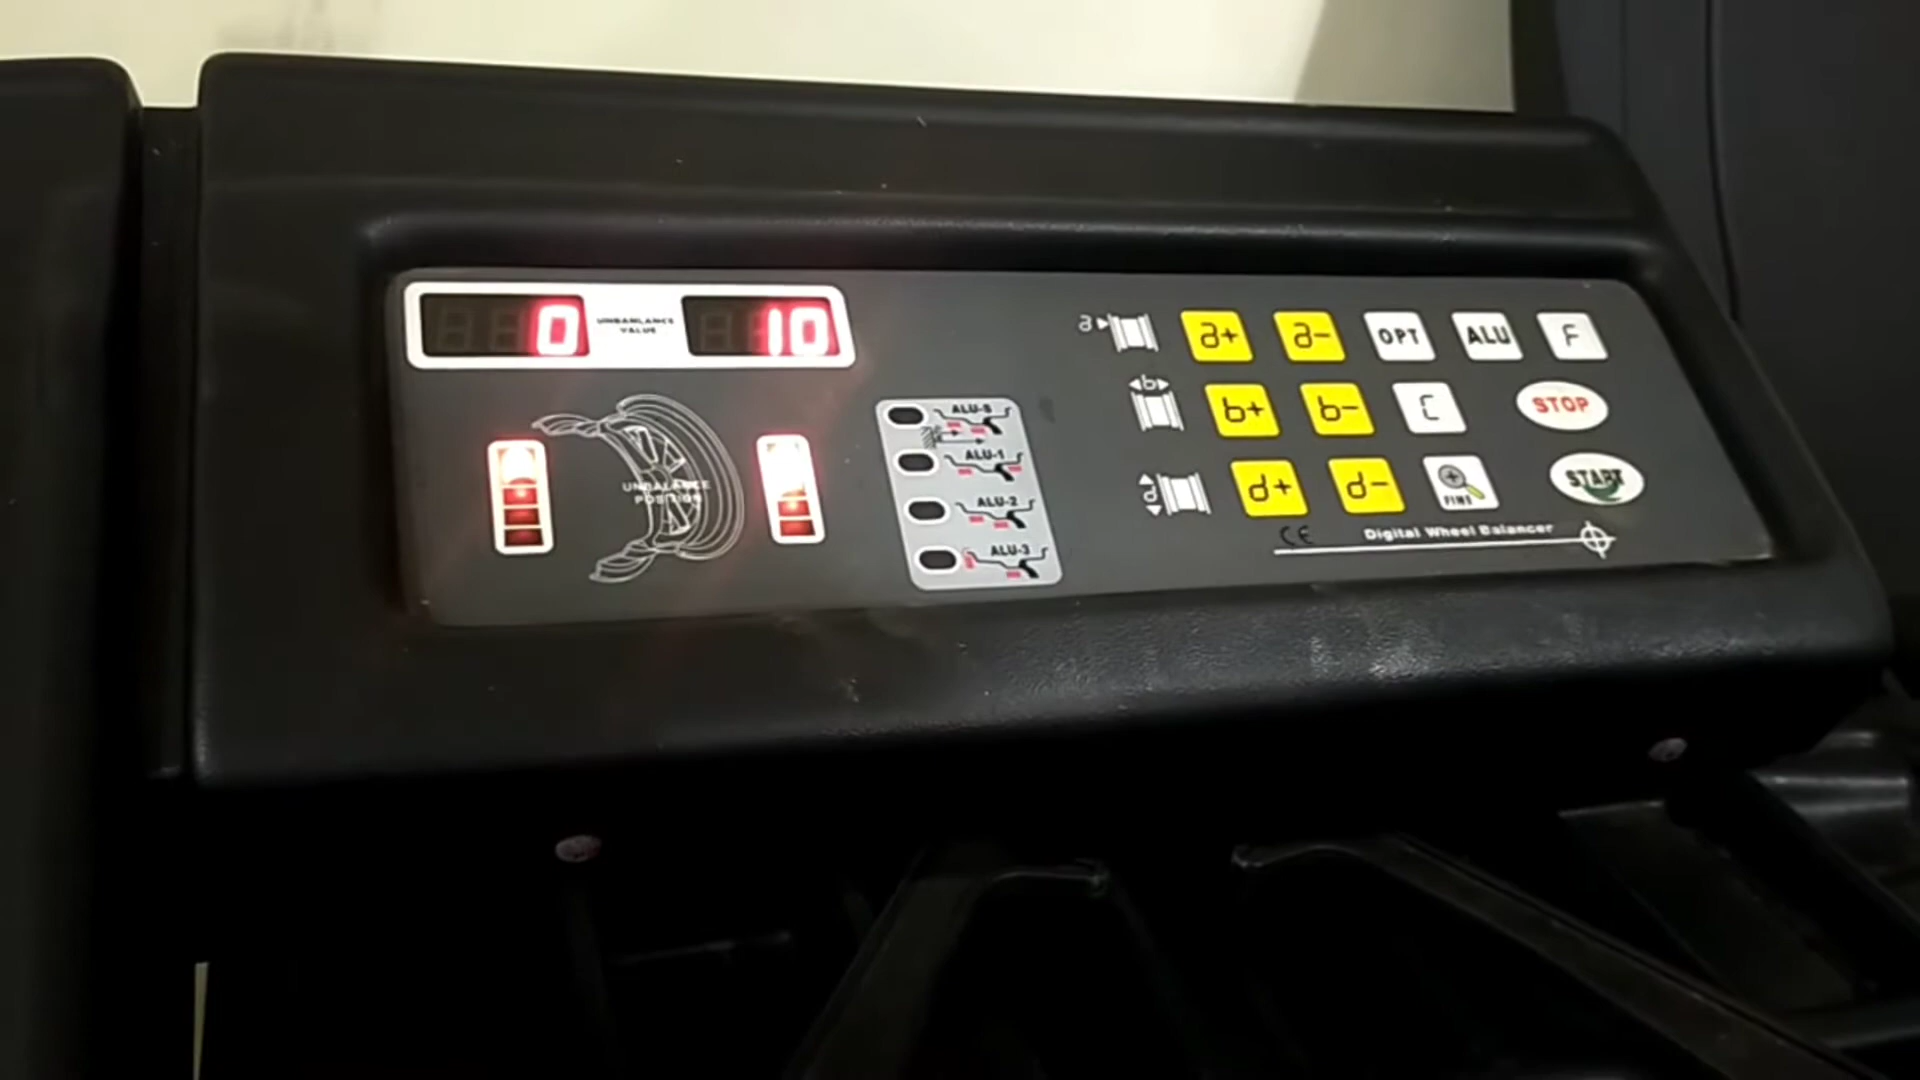 0 UNBANLANCE 10
VALUE
a a+ a- OPT ALU F
b b+ b- C STOP
d d+ d- FINE START
UNBALANCE
POSITION
ALU-S
ALU-1
ALU-2
ALU-3
CE Digital Wheel Balancer